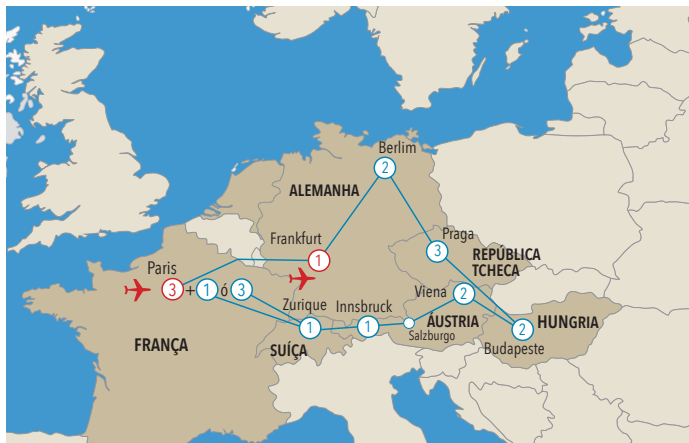 Berlim
2
ALEMANHA
Frankfurt
1
Praga
3
REPÚBLICA
TCHECA
Paris
3 + 1 ó 3
Zurique
1
Innsbruck
1
Salzburgo
Viena
2
ÁUSTRIA
HUNGRIA
2
Budapeste
FRANÇA
SUÍÇA